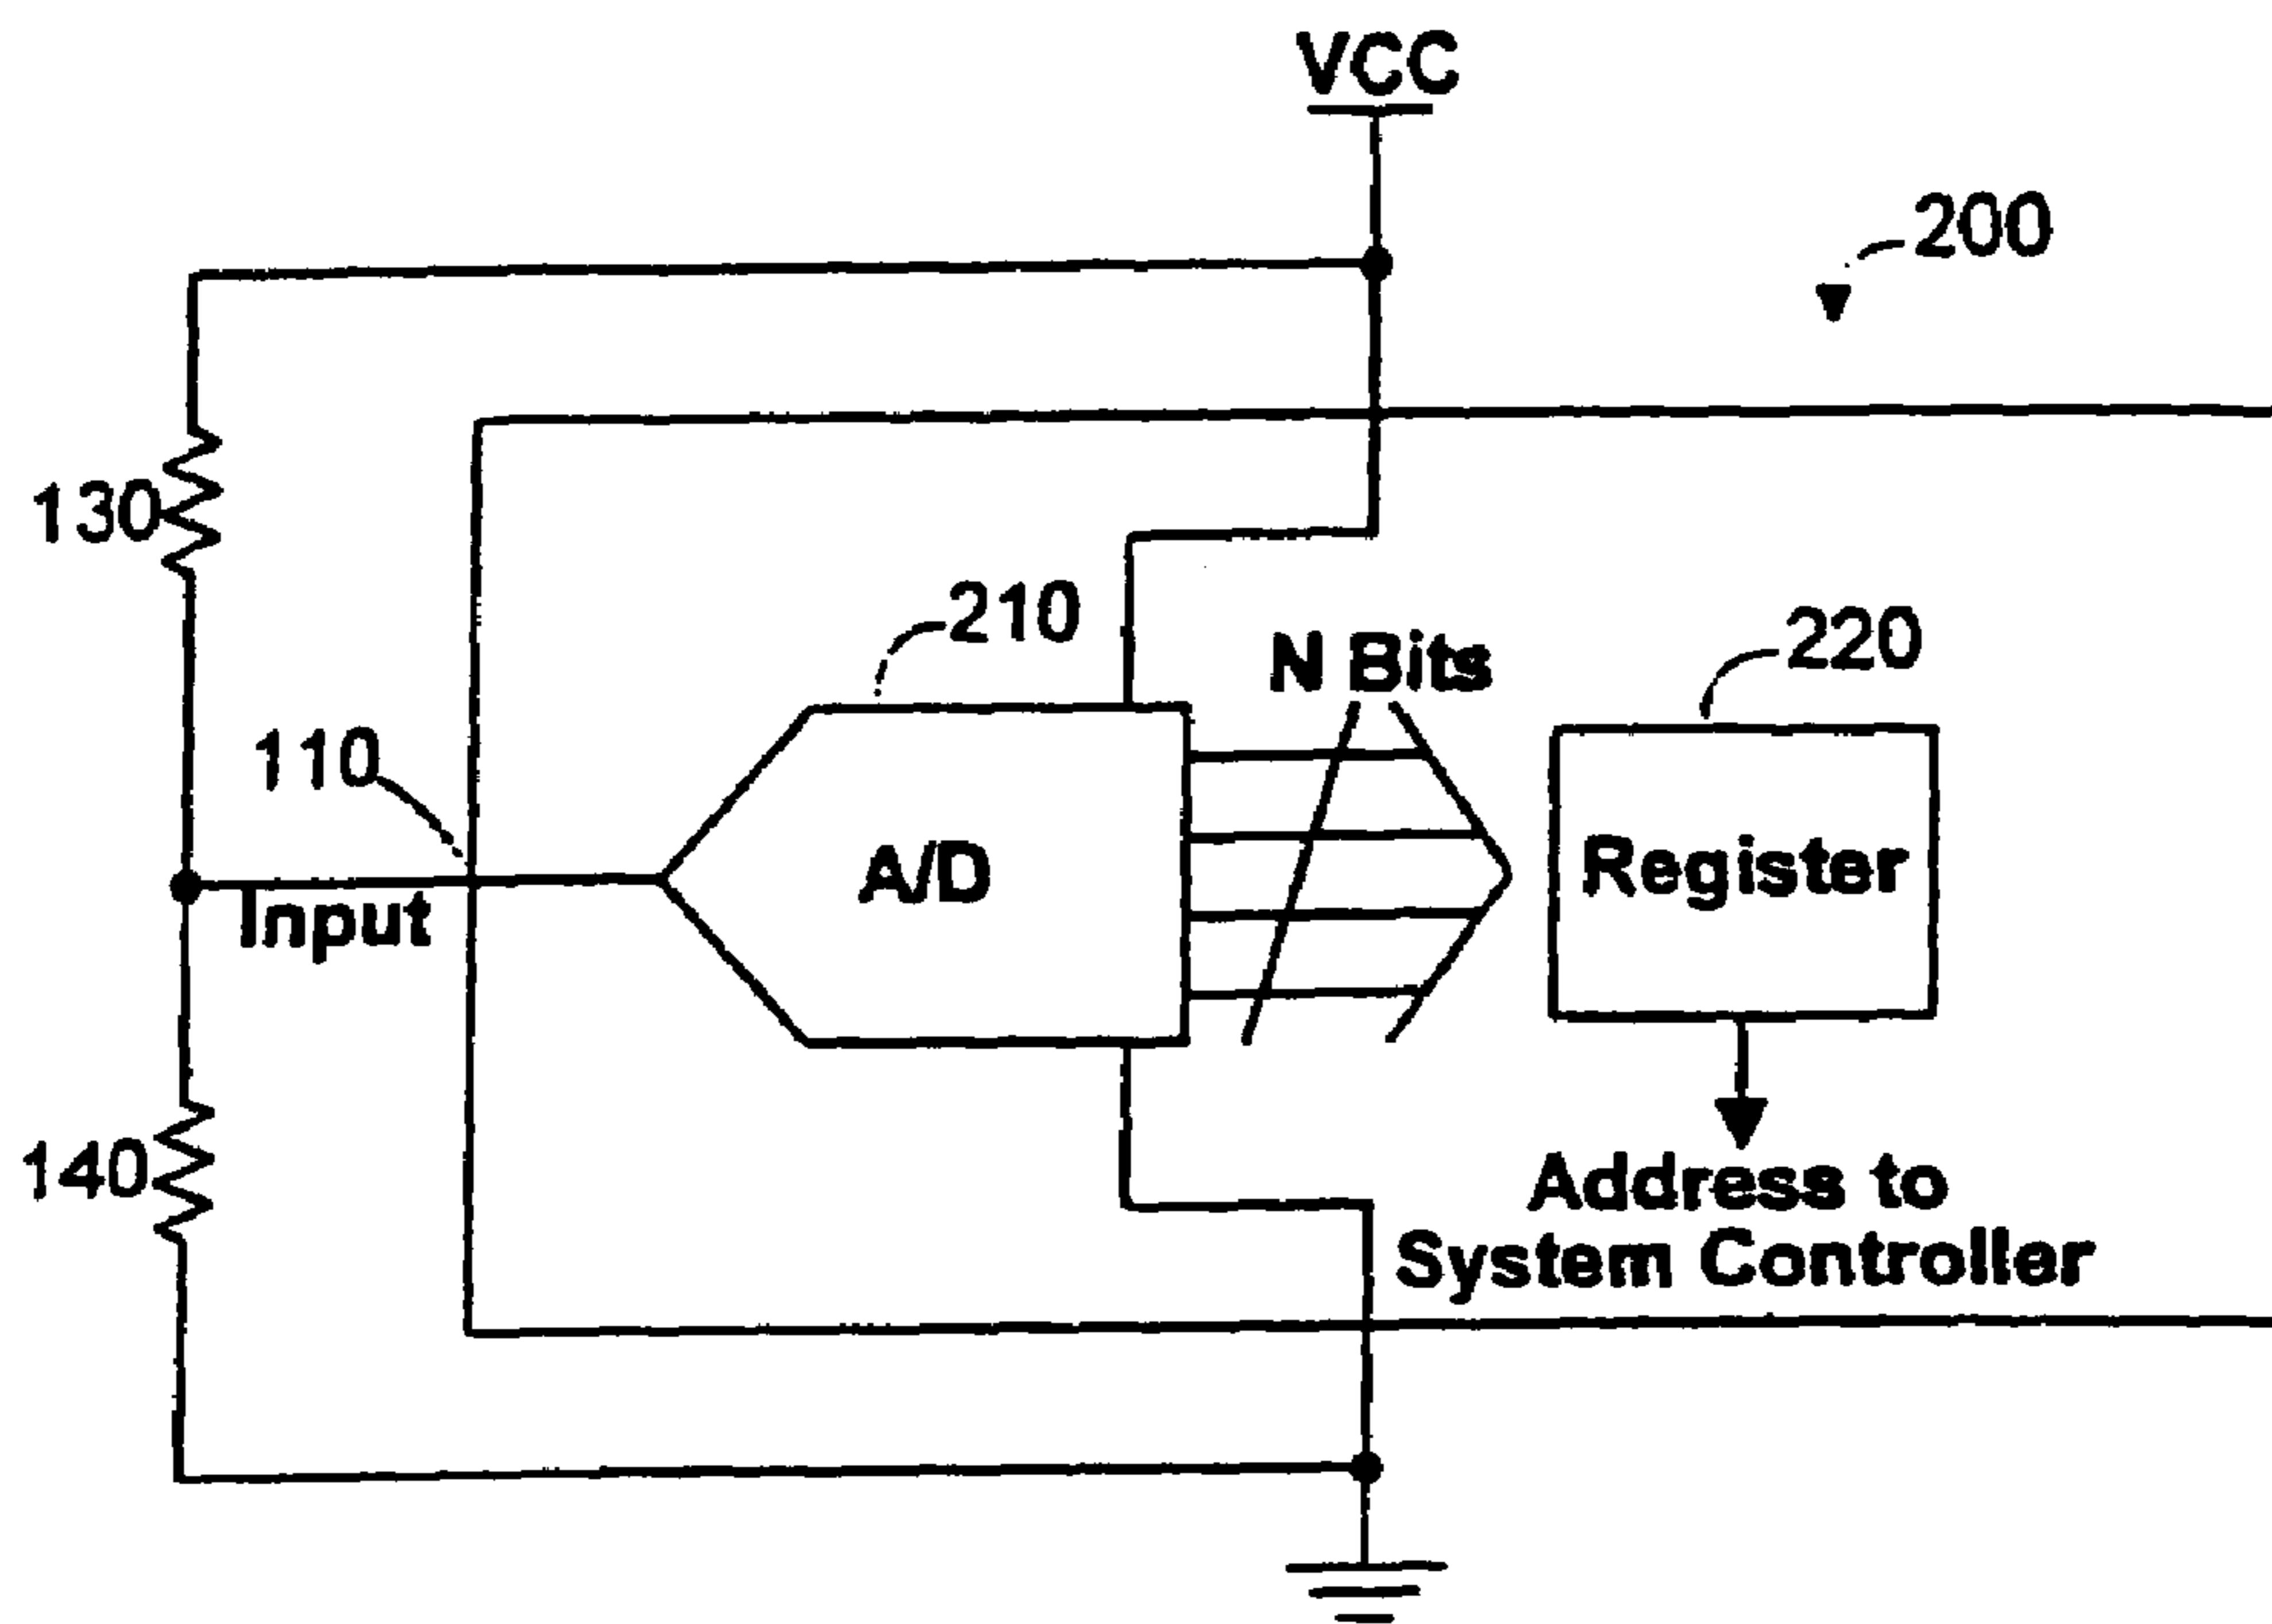 VCC
200
130
210
N Bits
220
110
A/D
Register
Input
140
Address to
System Controller